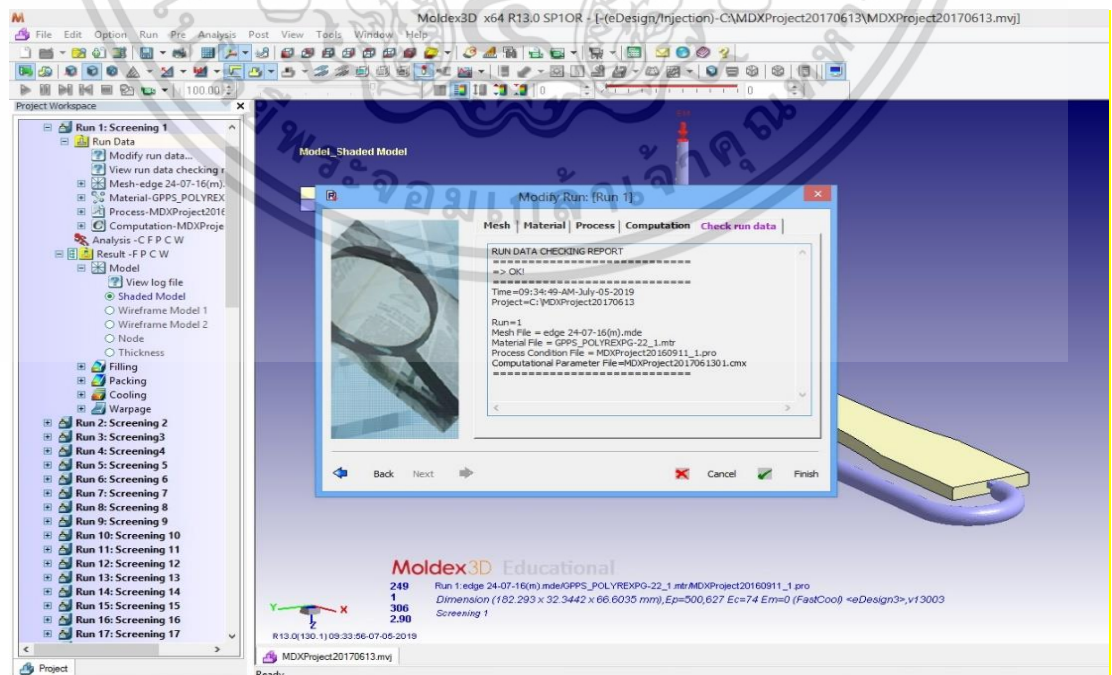 Moldex3D x64 R13.0 SP1OR - [-(eDesign/Injection)-C:\MDXProject20170613\MDXProject20170613.mvj]
File Edit Option Run Pre Analysis Post View Tools Window Help
100.00
0
0
Project Workspace
Run 1: Screening 1
Run Data
Modify run data...
View run data checking r
Mesh-edge 24-07-16(m).
Material-GPPS_POLYREX
Process-MDXProject2016
Computation-MDXProje
Analysis -C F P C W
Result -F P C W
Model
View log file
Shaded Model
Wireframe Model 1
Wireframe Model 2
Node
Thickness
Filling
Packing
Cooling
Warpage
Run 2: Screening 2
Run 3: Screening3
Run 4: Screening4
Run 5: Screening 5
Run 6: Screening 6
Run 7: Screening 7
Run 8: Screening 8
Run 9: Screening 9
Run 10: Screening 10
Run 11: Screening 11
Run 12: Screening 12
Run 13: Screening 13
Run 14: Screening 14
Run 15: Screening 15
Run 16: Screening 16
Run 17: Screening 17
Project
Model_Shaded Model
Modify Run: [Run 1]
Mesh Material Process Computation Check run data
RUN DATA CHECKING REPORT
============================
=> OK!
============================
Time=09:34:49-AM-July-05-2019
Project=C:\MDXProject20170613
Run=1
Mesh File = edge 24-07-16(m).mde
Material File = GPPS_POLYREXPG-22_1.mtr
Process Condition File = MDXProject20160911_1.pro
Computational Parameter File=MDXProject2017061301.cmx
============================
Back Next Cancel Finish
Moldex3D Educational
249 Run 1:edge 24-07-16(m).mde/GPPS_POLYREXPG-22_1.mtr/MDXProject20160911_1.pro
1 Dimension (182.293 x 32.3442 x 66.6035 mm),Ep=500,627 Ec=74 Em=0 (FastCool) <eDesign3>,v13003
306 Screening 1
2.90
Y X Z
R13.0(130.1) 09:33:56-07-05-2019
MDXProject20170613.mvj
Ready